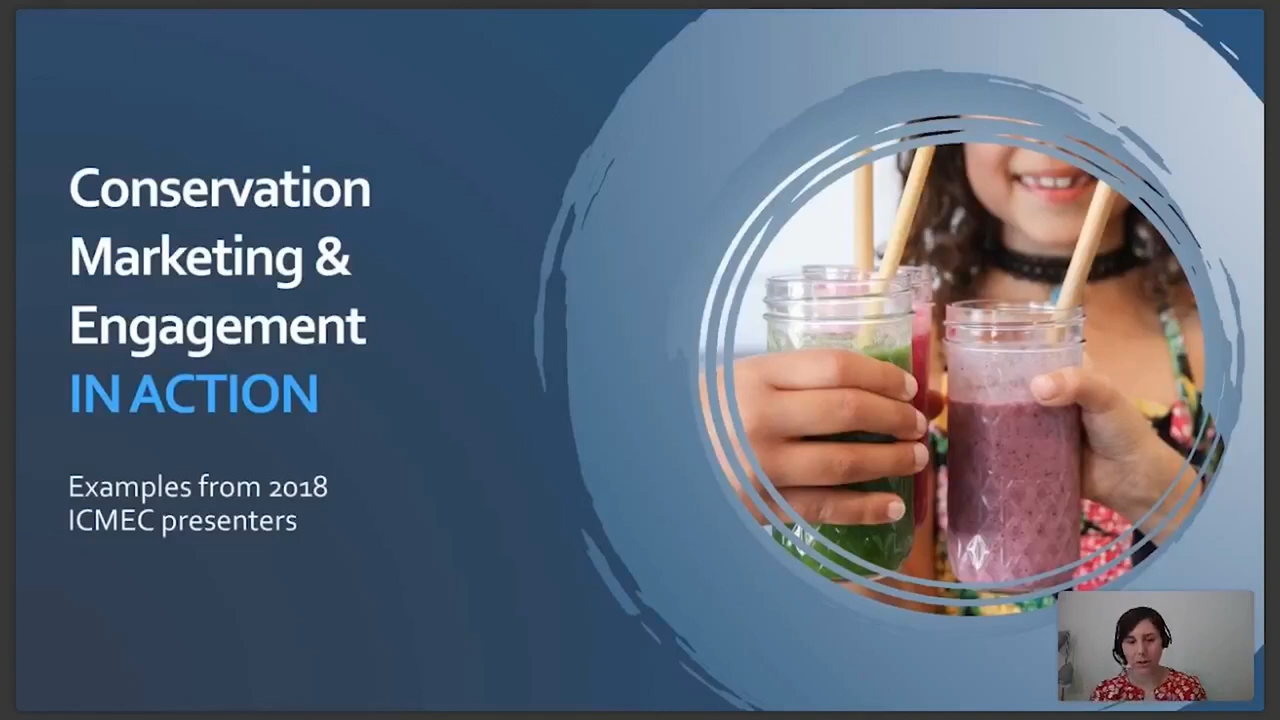 Conservation
Marketing &
Engagement
IN ACTION
Examples from 2018
ICMEC presenters